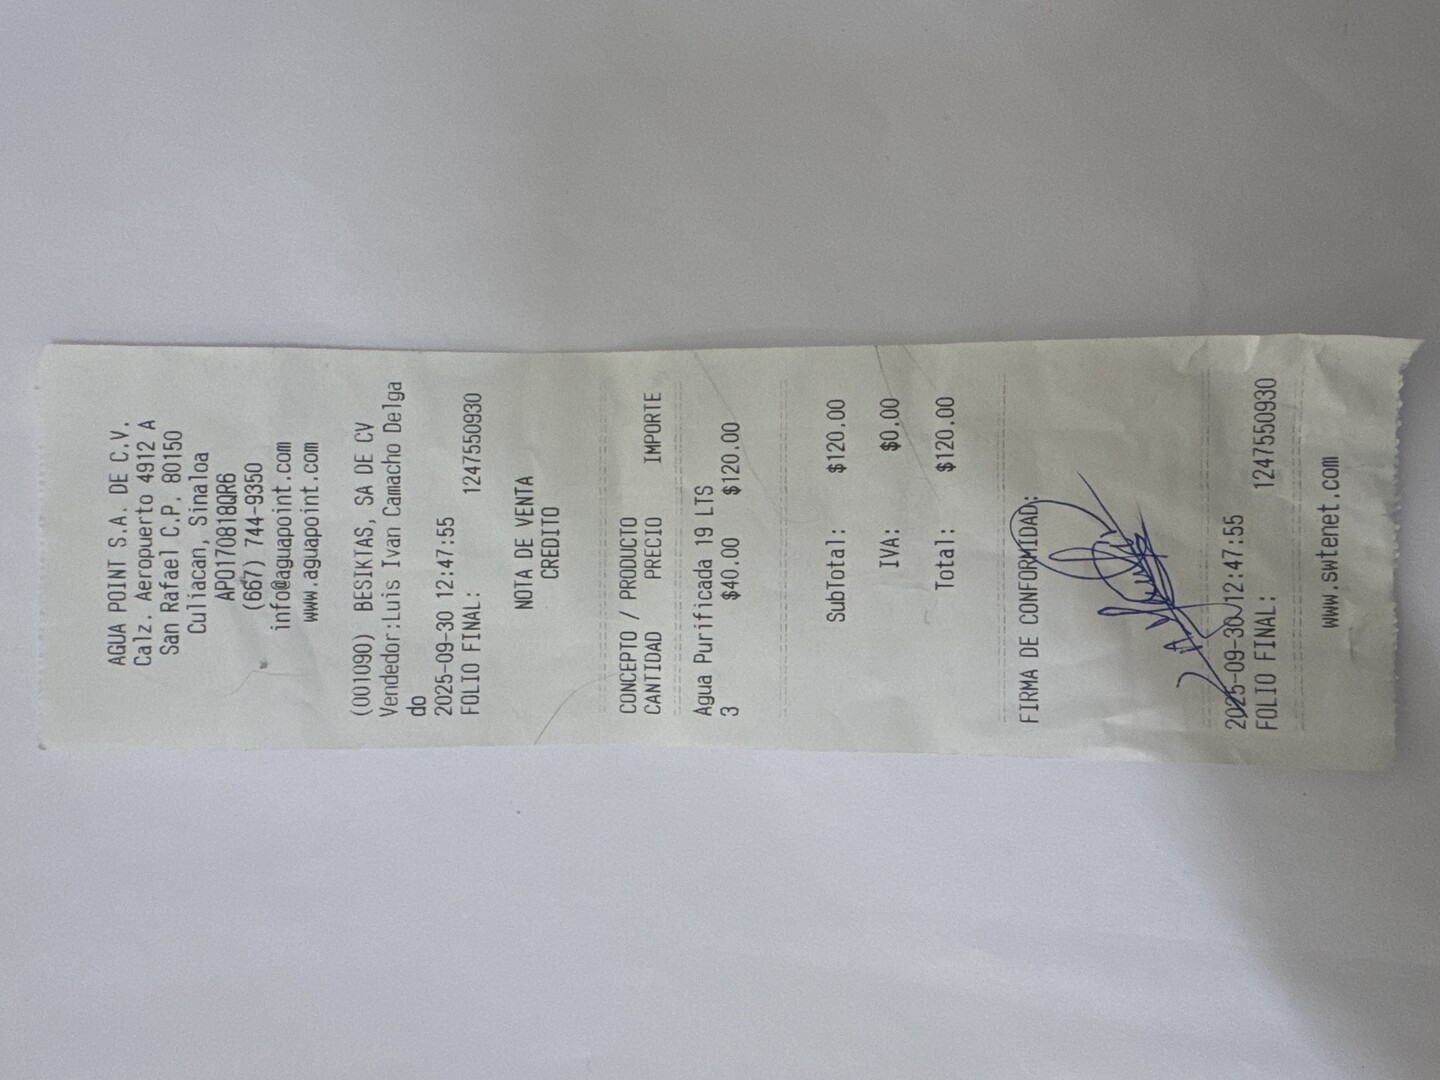 AGUA POINT S.A. DE C.V.
Calz. Aeropuerto 4912 A
San Rafael C.P. 80150
Culiacan, Sinaloa
APO170818QR6
(667) 744-9350
info@aguapoint.com
www.aguapoint.com
(001090) BESIKTAS, SA DE CV
Vendedor:Luis Ivan Camacho Delga
do
2025-09-30 12:47:55
FOLIO FINAL: 1247550930
NOTA DE VENTA
CREDITO
CONCEPTO / PRODUCTO
CANTIDAD PRECIO IMPORTE
Agua Purificada 19 LTS
3 $40.00 $120.00
SubTotal: $120.00
IVA: $0.00
Total: $120.00
FIRMA DE CONFORMIDAD:
2025-09-30 12:47:55
FOLIO FINAL: 1247550930
www.swtenet.com